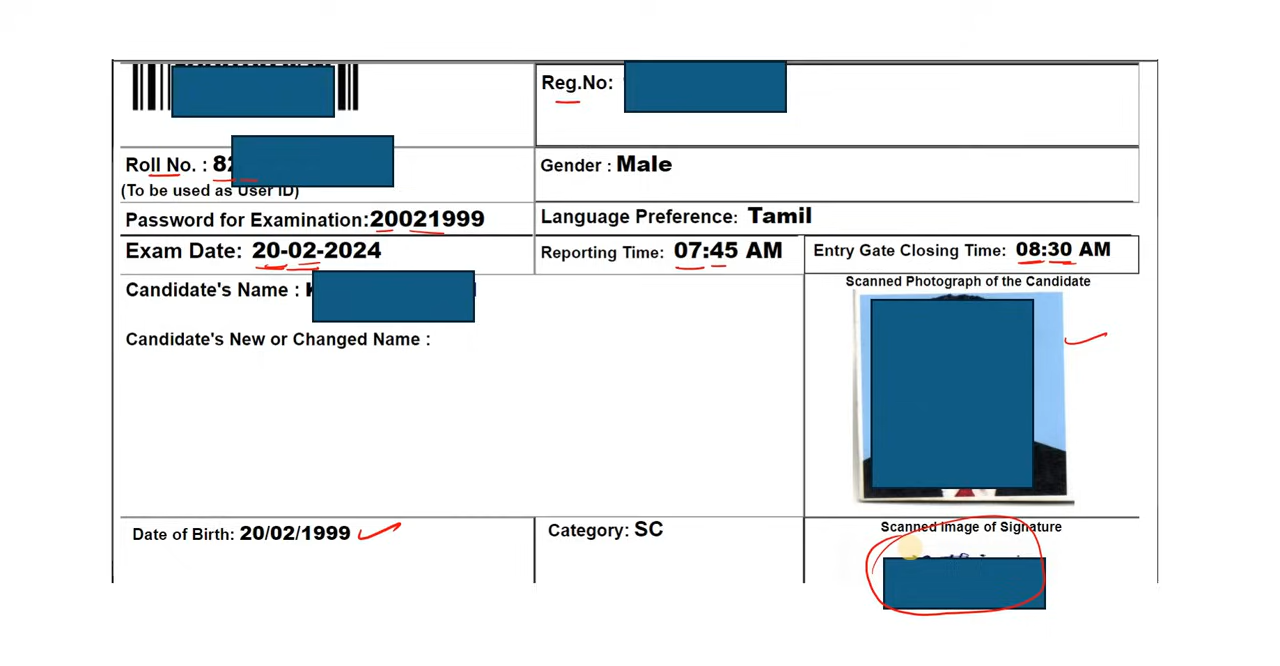 Reg.No:
Roll No. : 82
(To be used as User ID)
Gender : Male
Password for Examination:20021999
Language Preference: Tamil
Exam Date: 20-02-2024
Reporting Time: 07:45 AM
Entry Gate Closing Time: 08:30 AM
Candidate's Name : K
Scanned Photograph of the Candidate
Candidate's New or Changed Name :
Date of Birth: 20/02/1999
Category: SC
Scanned Image of Signature